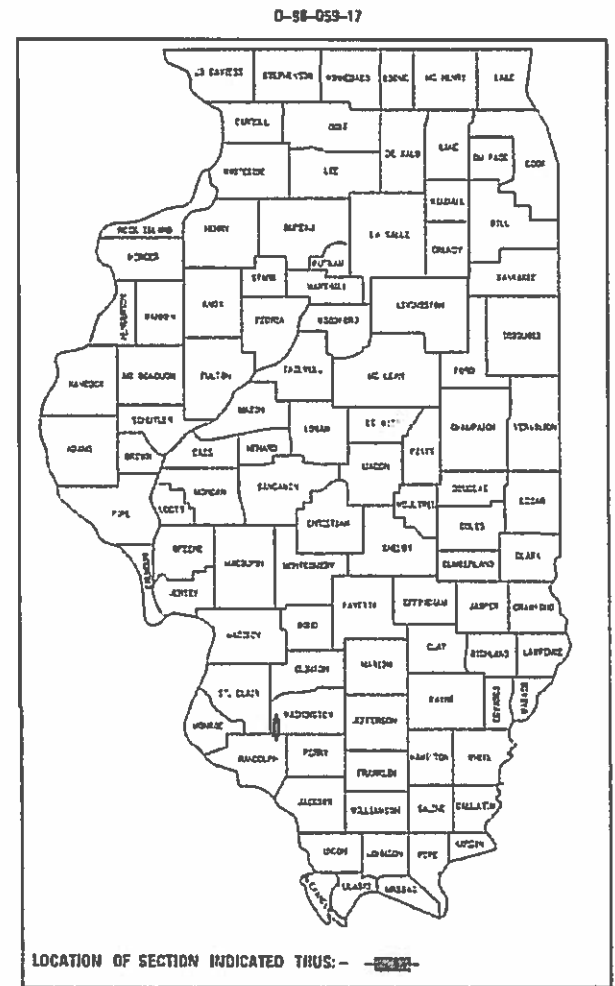 D-98-059-17
JO DAVIESS STEPHENSON WINNEBAGO BOONE MC HENRY LAKE
CARROLL OGLE
DE KALB KANE DU PAGE COOK
WHITESIDE LEE
KENDALL
ROCK ISLAND HENRY BUREAU LA SALLE WILL
MERCER PUTNAM GRUNDY
STARK MARSHALL KANKAKEE
HENDERSON WARREN KNOX PEORIA WOODFORD LIVINGSTON IROQUOIS
HANCOCK MC DONOUGH FULTON TAZEWELL MC LEAN FORD
MASON
SCHUYLER LOGAN DE WITT CHAMPAIGN VERMILION
ADAMS BROWN CASS MENARD PIATT
MACON
MORGAN SANGAMON DOUGLAS
PIKE SCOTT MOULTRIE EDGAR
CHRISTIAN COLES
GREENE SHELBY
CALHOUN MACOUPIN MONTGOMERY CUMBERLAND CLARK
JERSEY
FAYETTE EFFINGHAM JASPER CRAWFORD
MADISON BOND
CLAY RICHLAND LAWRENCE
CLINTON MARION
ST. CLAIR WAYNE EDWARDS WABASH
MONROE WASHINGTON JEFFERSON
RANDOLPH PERRY HAMILTON WHITE
FRANKLIN
JACKSON WILLIAMSON SALINE GALLATIN
UNION JOHNSON POPE HARDIN
PULASKI MASSAC
LOCATION OF SECTION INDICATED THUS:-